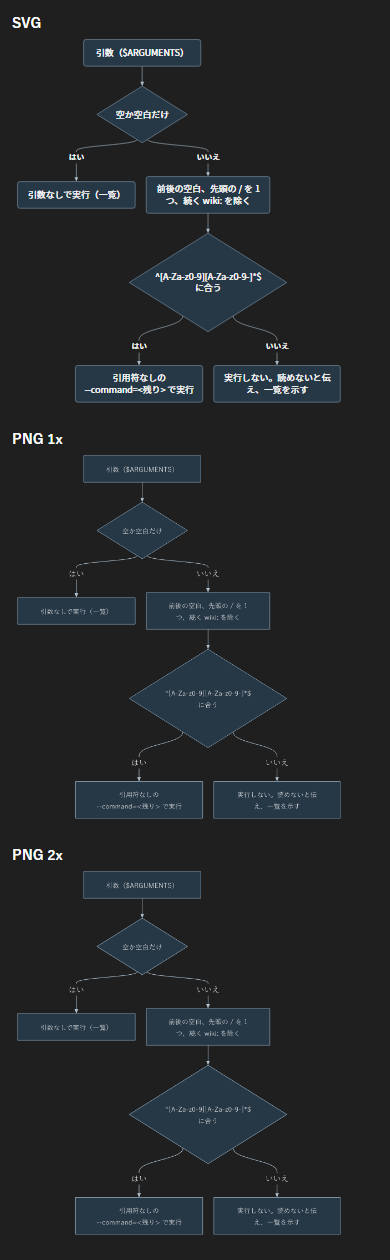 SVG
引数（$ARGUMENTS）
空か空白だけ
はい
いいえ
引数なしで実行（一覧）
前後の空白、先頭の / を 1
つ、続く wiki: を除く
^[A-Za-z0-9][A-Za-z0-9-]*$
に合う
はい
いいえ
引用符なしの
--command=<残り> で実行
実行しない。読めないと伝
え、一覧を示す
PNG 1x
引数（$ARGUMENTS）
空か空白だけ
はい
いいえ
引数なしで実行（一覧）
前後の空白、先頭の / を 1
つ、続く wiki: を除く
^[A-Za-z0-9][A-Za-z0-9-]*$
に合う
はい
いいえ
引用符なしの
--command=<残り> で実行
実行しない。読めないと伝
え、一覧を示す
PNG 2x
引数（$ARGUMENTS）
空か空白だけ
はい
いいえ
引数なしで実行（一覧）
前後の空白、先頭の / を 1
つ、続く wiki: を除く
^[A-Za-z0-9][A-Za-z0-9-]*$
に合う
はい
いいえ
引用符なしの
--command=<残り> で実行
実行しない。読めないと伝
え、一覧を示す